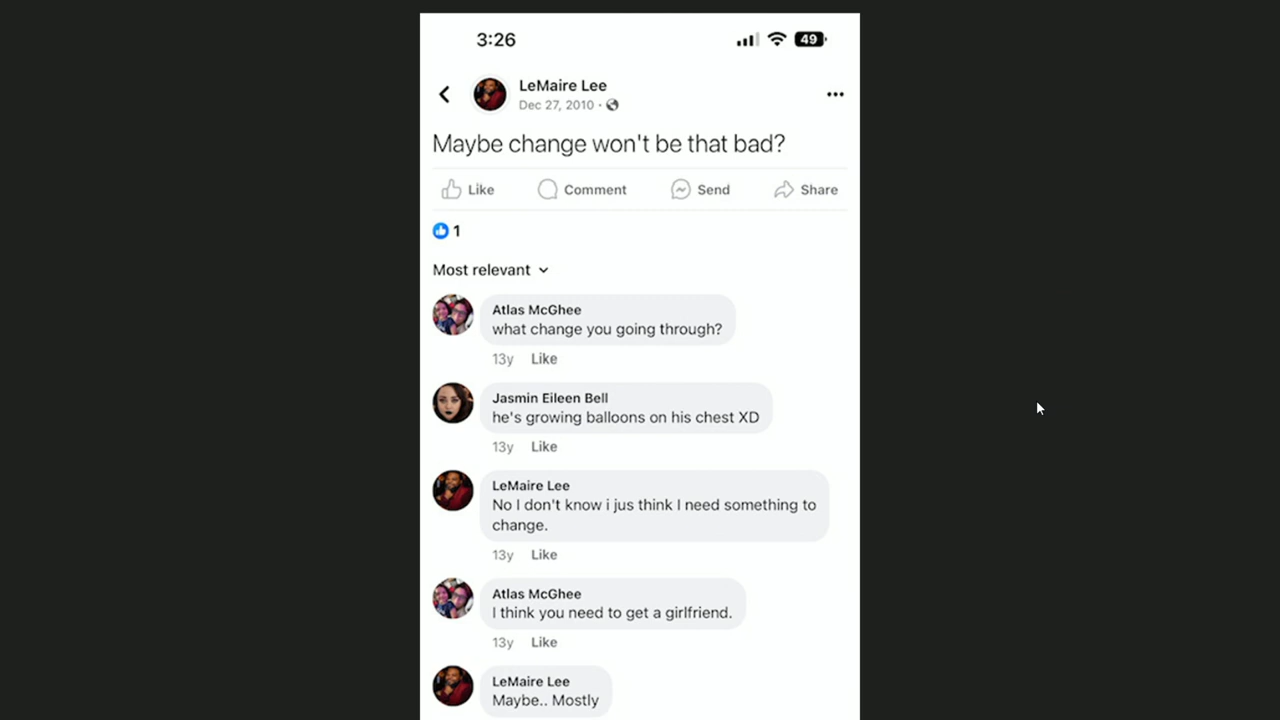 3:26
49
LeMaire Lee
Dec 27, 2010 ·
Maybe change won't be that bad?
Like Comment Send Share
1
Most relevant
Atlas McGhee
what change you going through?
13y Like
Jasmin Eileen Bell
he's growing balloons on his chest XD
13y Like
LeMaire Lee
No I don't know i jus think I need something to
change.
13y Like
Atlas McGhee
I think you need to get a girlfriend.
13y Like
LeMaire Lee
Maybe.. Mostly